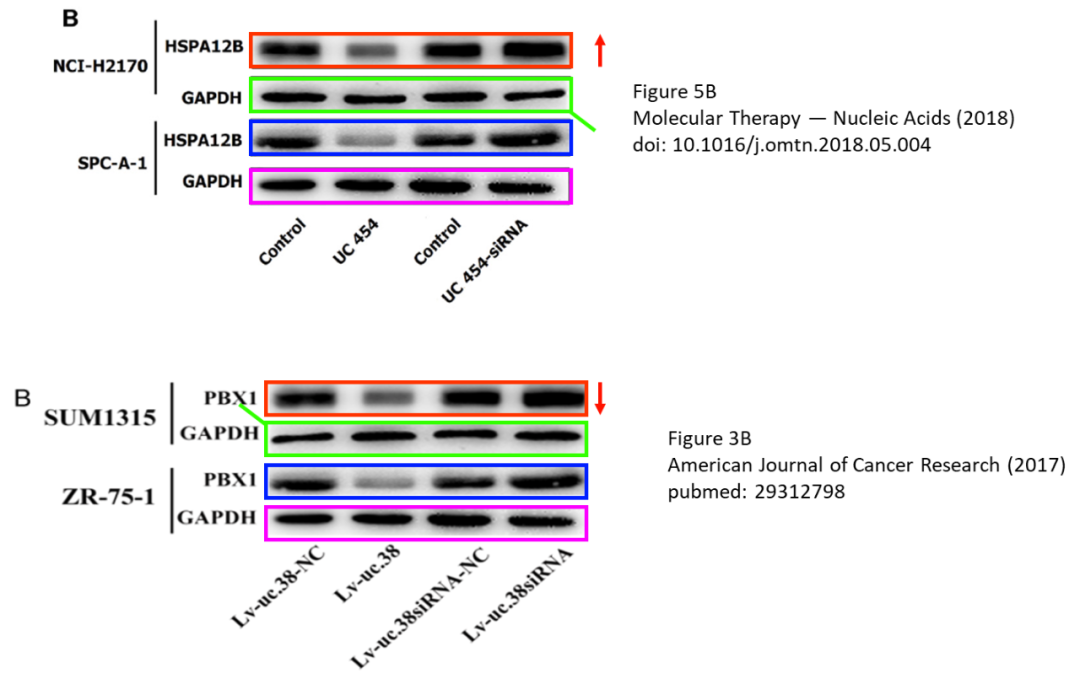 B
NCI-H2170
HSPA12B
GAPDH
SPC-A-1
HSPA12B
GAPDH
Control
UC 454
Control
UC 454-siRNA
Figure 5B
Molecular Therapy — Nucleic Acids (2018)
doi: 10.1016/j.omtn.2018.05.004
B
SUM1315
PBX1
GAPDH
ZR-75-1
PBX1
GAPDH
Lv-uc.38-NC
Lv-uc.38
Lv-uc.38siRNA-NC
Lv-uc.38siRNA
Figure 3B
American Journal of Cancer Research (2017)
pubmed: 29312798